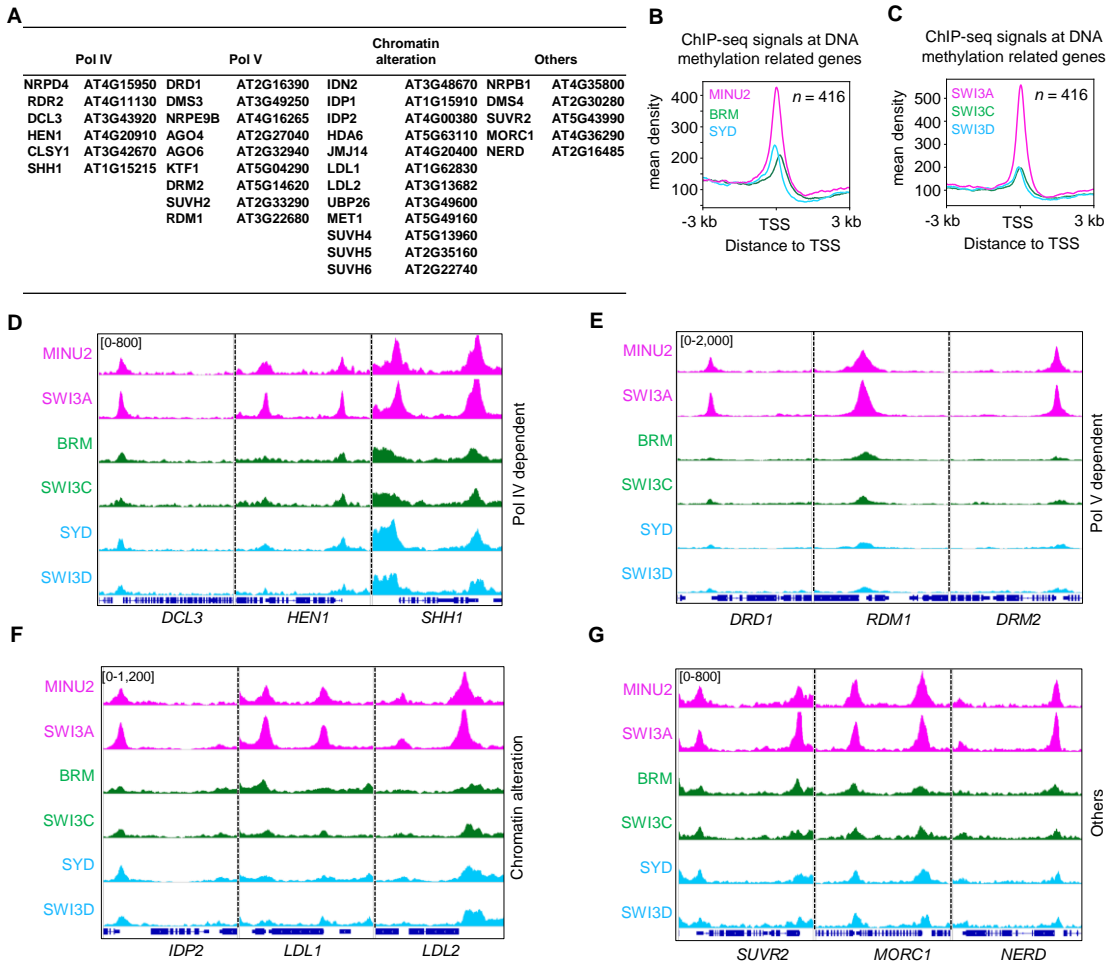 A
Pol IV Pol V Chromatin alteration Others
NRPD4 AT4G15950 DRD1 AT2G16390 IDN2 AT3G48670 NRPB1 AT4G35800
RDR2 AT4G11130 DMS3 AT3G49250 IDP1 AT1G15910 DMS4 AT2G30280
DCL3 AT3G43920 NRPE9B AT4G16265 IDP2 AT4G00380 SUVR2 AT5G43990
HEN1 AT4G20910 AGO4 AT2G27040 HDA6 AT5G63110 MORC1 AT4G36290
CLSY1 AT3G42670 AGO6 AT2G32940 JMJ14 AT4G20400 NERD AT2G16485
SHH1 AT1G15215 KTF1 AT5G04290 LDL1 AT1G62830
DRM2 AT5G14620 LDL2 AT3G13682
SUVH2 AT2G33290 UBP26 AT3G49600
RDM1 AT3G22680 MET1 AT5G49160
SUVH4 AT5G13960
SUVH5 AT2G35160
SUVH6 AT2G22740
B
ChIP-seq signals at DNA
methylation related genes
MINU2
BRM
SYD
n = 416
mean density
400
300
200
100
-3 kb TSS 3 kb
Distance to TSS
C
ChIP-seq signals at DNA
methylation related genes
SWI3A
SWI3C
SWI3D
n = 416
mean density
500
400
300
200
100
-3 kb TSS 3 kb
Distance to TSS
D
[0-800]
MINU2
SWI3A
BRM
SWI3C
SYD
SWI3D
DCL3 HEN1 SHH1
Pol IV dependent
E
[0-2,000]
MINU2
SWI3A
BRM
SWI3C
SYD
SWI3D
DRD1 RDM1 DRM2
Pol V dependent
F
[0-1,200]
MINU2
SWI3A
BRM
SWI3C
SYD
SWI3D
IDP2 LDL1 LDL2
Chromatin alteration
G
[0-800]
MINU2
SWI3A
BRM
SWI3C
SYD
SWI3D
SUVR2 MORC1 NERD
Others